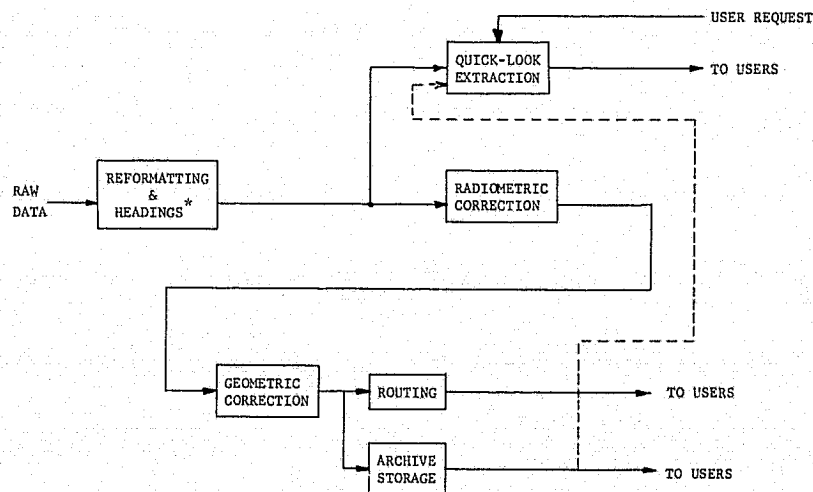 USER REQUEST
QUICK-LOOK
EXTRACTION
TO USERS
REFORMATTING
&
HEADINGS*
RAW
DATA
RADIOMETRIC
CORRECTION
GEOMETRIC
CORRECTION
ROUTING
TO USERS
ARCHIVE
STORAGE
TO USERS